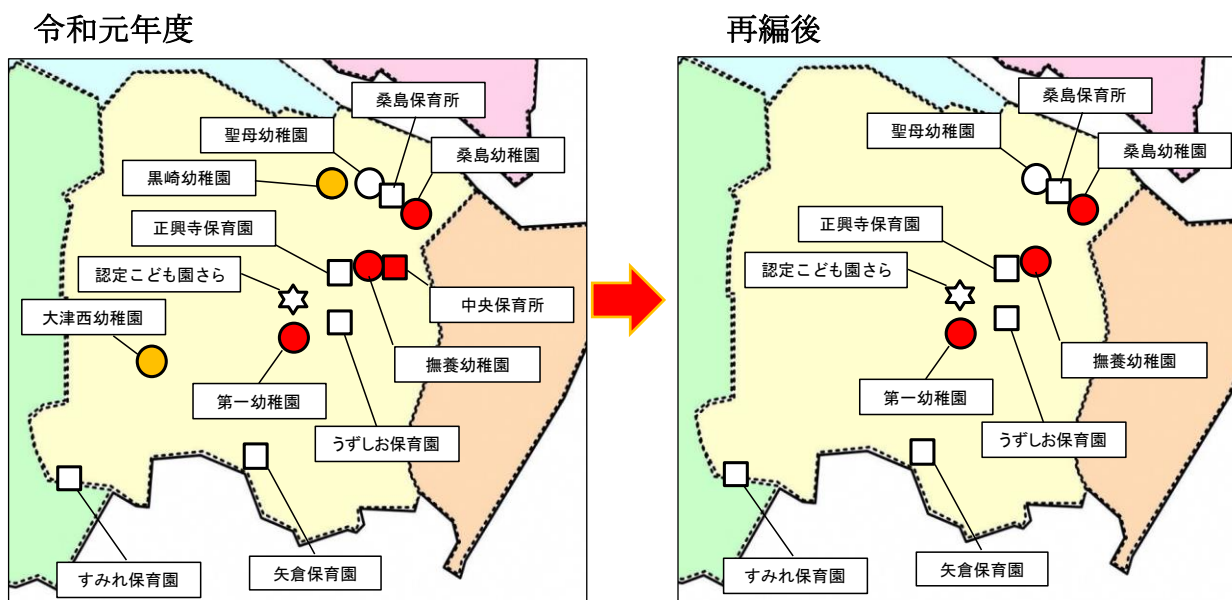 令和元年度
桑島保育所
聖母幼稚園
桑島幼稚園
黒崎幼稚園
正興寺保育園
認定こども園さら
中央保育所
大津西幼稚園
撫養幼稚園
第一幼稚園
うずしお保育園
すみれ保育園
矢倉保育園
再編後
桑島保育所
聖母幼稚園
桑島幼稚園
正興寺保育園
認定こども園さら
撫養幼稚園
第一幼稚園
うずしお保育園
すみれ保育園
矢倉保育園